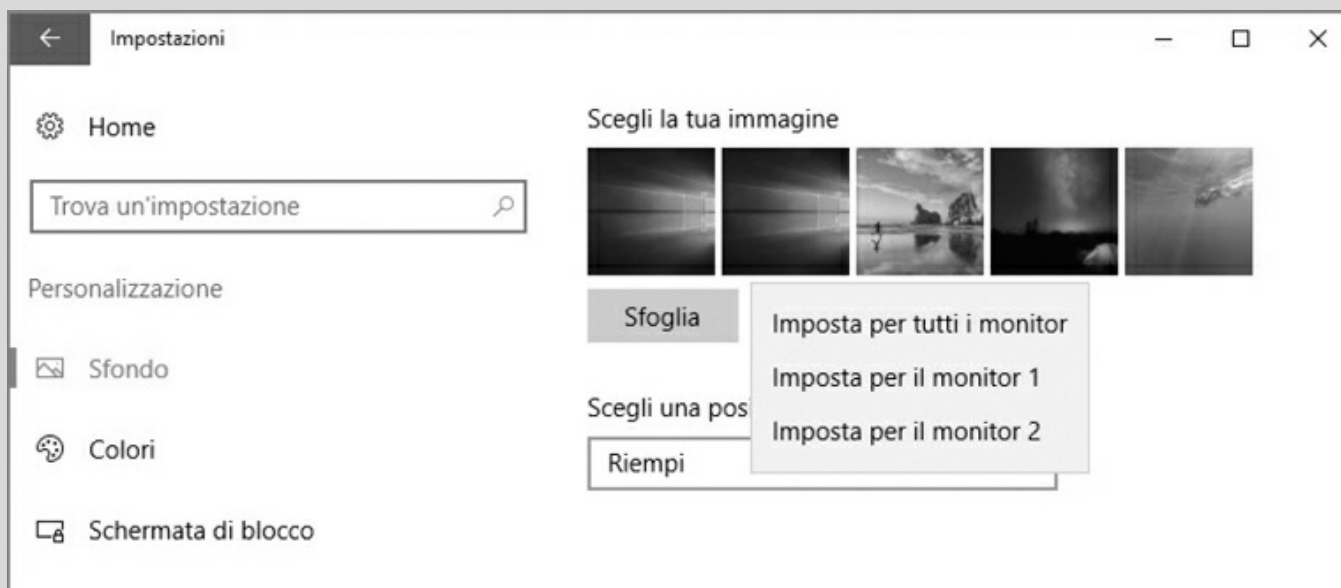 Impostazioni
Home
Trova un'impostazione
Personalizzazione
Sfondo
Colori
Schermata di blocco
Scegli la tua immagine
Sfoglia
Imposta per tutti i monitor
Imposta per il monitor 1
Imposta per il monitor 2
Scegli una pos
Riempi